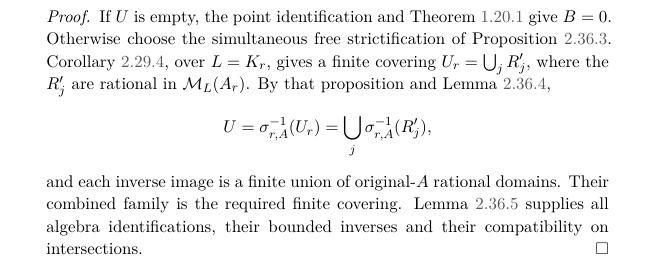 Proof. If U is empty, the point identification and Theorem 1.20.1 give B = 0.
Otherwise choose the simultaneous free strictification of Proposition 2.36.3.
Corollary 2.29.4, over L = K_r, gives a finite covering U_r = ⋃_j R′_j, where the
R′_j are rational in ℳ_L(A_r). By that proposition and Lemma 2.36.4,
U = σ^{-1}_{r,A}(U_r) = ⋃_j σ^{-1}_{r,A}(R′_j),
and each inverse image is a finite union of original-A rational domains. Their
combined family is the required finite covering. Lemma 2.36.5 supplies all
algebra identifications, their bounded inverses and their compatibility on
intersections. □